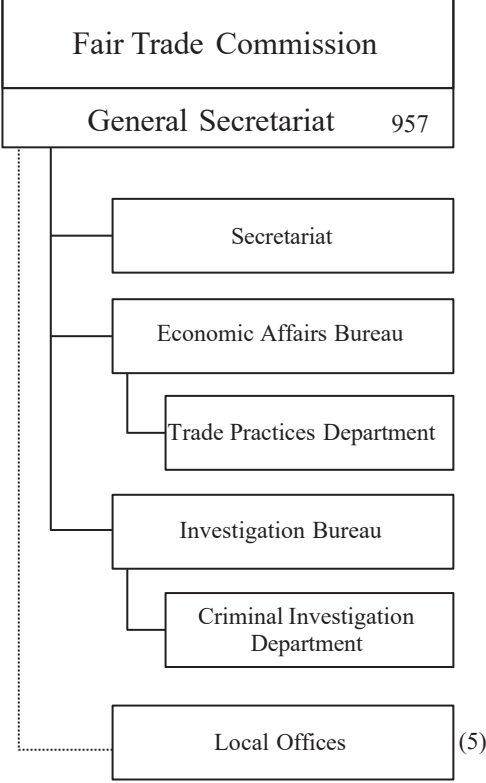 Fair Trade Commission
General Secretariat 957
Secretariat
Economic Affairs Bureau
Trade Practices Department
Investigation Bureau
Criminal Investigation
Department
Local Offices (5)